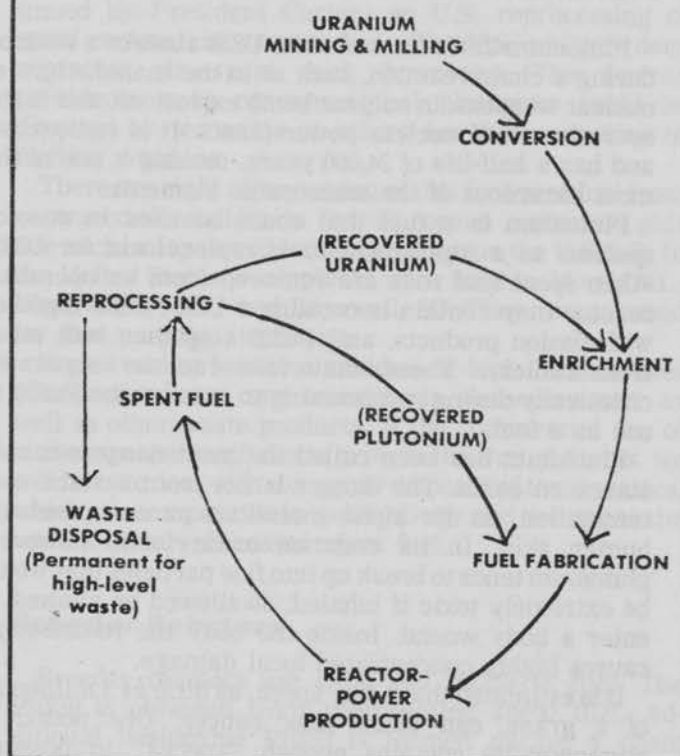 URANIUM
MINING & MILLING
CONVERSION
(RECOVERED
URANIUM)
REPROCESSING
ENRICHMENT
SPENT FUEL
(RECOVERED
PLUTONIUM)
WASTE
DISPOSAL
(Permanent for
high-level
waste)
FUEL FABRICATION
REACTOR-
POWER
PRODUCTION